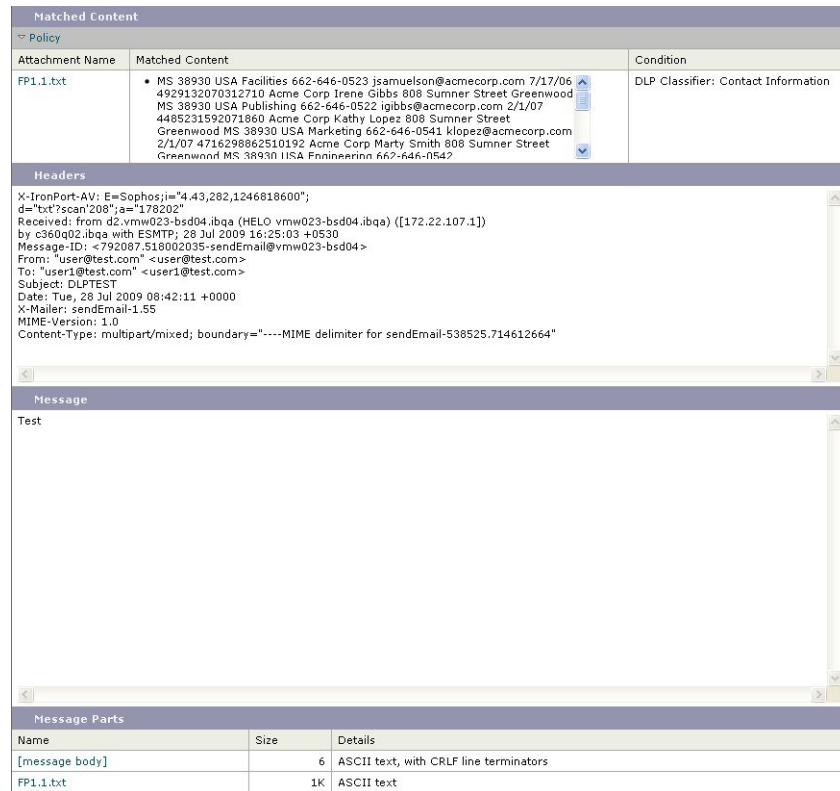 Matched Content
Policy
Attachment Name Matched Content Condition
FP1.1.txt • MS 38930 USA Facilities 662-646-0523 jsamuelson@acmecorp.com 7/17/06 DLP Classifier: Contact Information
4929132070312710 Acme Corp Irene Gibbs 808 Sumner Street Greenwood
MS 38930 USA Publishing 662-646-0522 igibbs@acmecorp.com 2/1/07
4485231592071860 Acme Corp Kathy Lopez 808 Sumner Street
Greenwood MS 38930 USA Marketing 662-646-0541 klopez@acmecorp.com
2/1/07 4716298862510192 Acme Corp Marty Smith 808 Sumner Street
Greenwood MS 38930 USA Engineering 662-646-0542
Headers
X-IronPort-AV: E=Sophos;i="4.43,282,1246818600";
d="txt'?scan'208";a="178202"
Received: from d2.vmw023-bsd04.ibqa (HELO vmw023-bsd04.ibqa) ([172.22.107.1])
by c360q02.ibqa with ESMTP; 28 Jul 2009 16:25:03 +0530
Message-ID: <792087.518002035-sendEmail@vmw023-bsd04>
From: "user@test.com" <user@test.com>
To: "user1@test.com" <user1@test.com>
Subject: DLPTEST
Date: Tue, 28 Jul 2009 08:42:11 +0000
X-Mailer: sendEmail-1.55
MIME-Version: 1.0
Content-Type: multipart/mixed; boundary="----MIME delimiter for sendEmail-538525.714612664"
Message
Test
Message Parts
Name Size Details
[message body] 6 ASCII text, with CRLF line terminators
FP1.1.txt 1K ASCII text